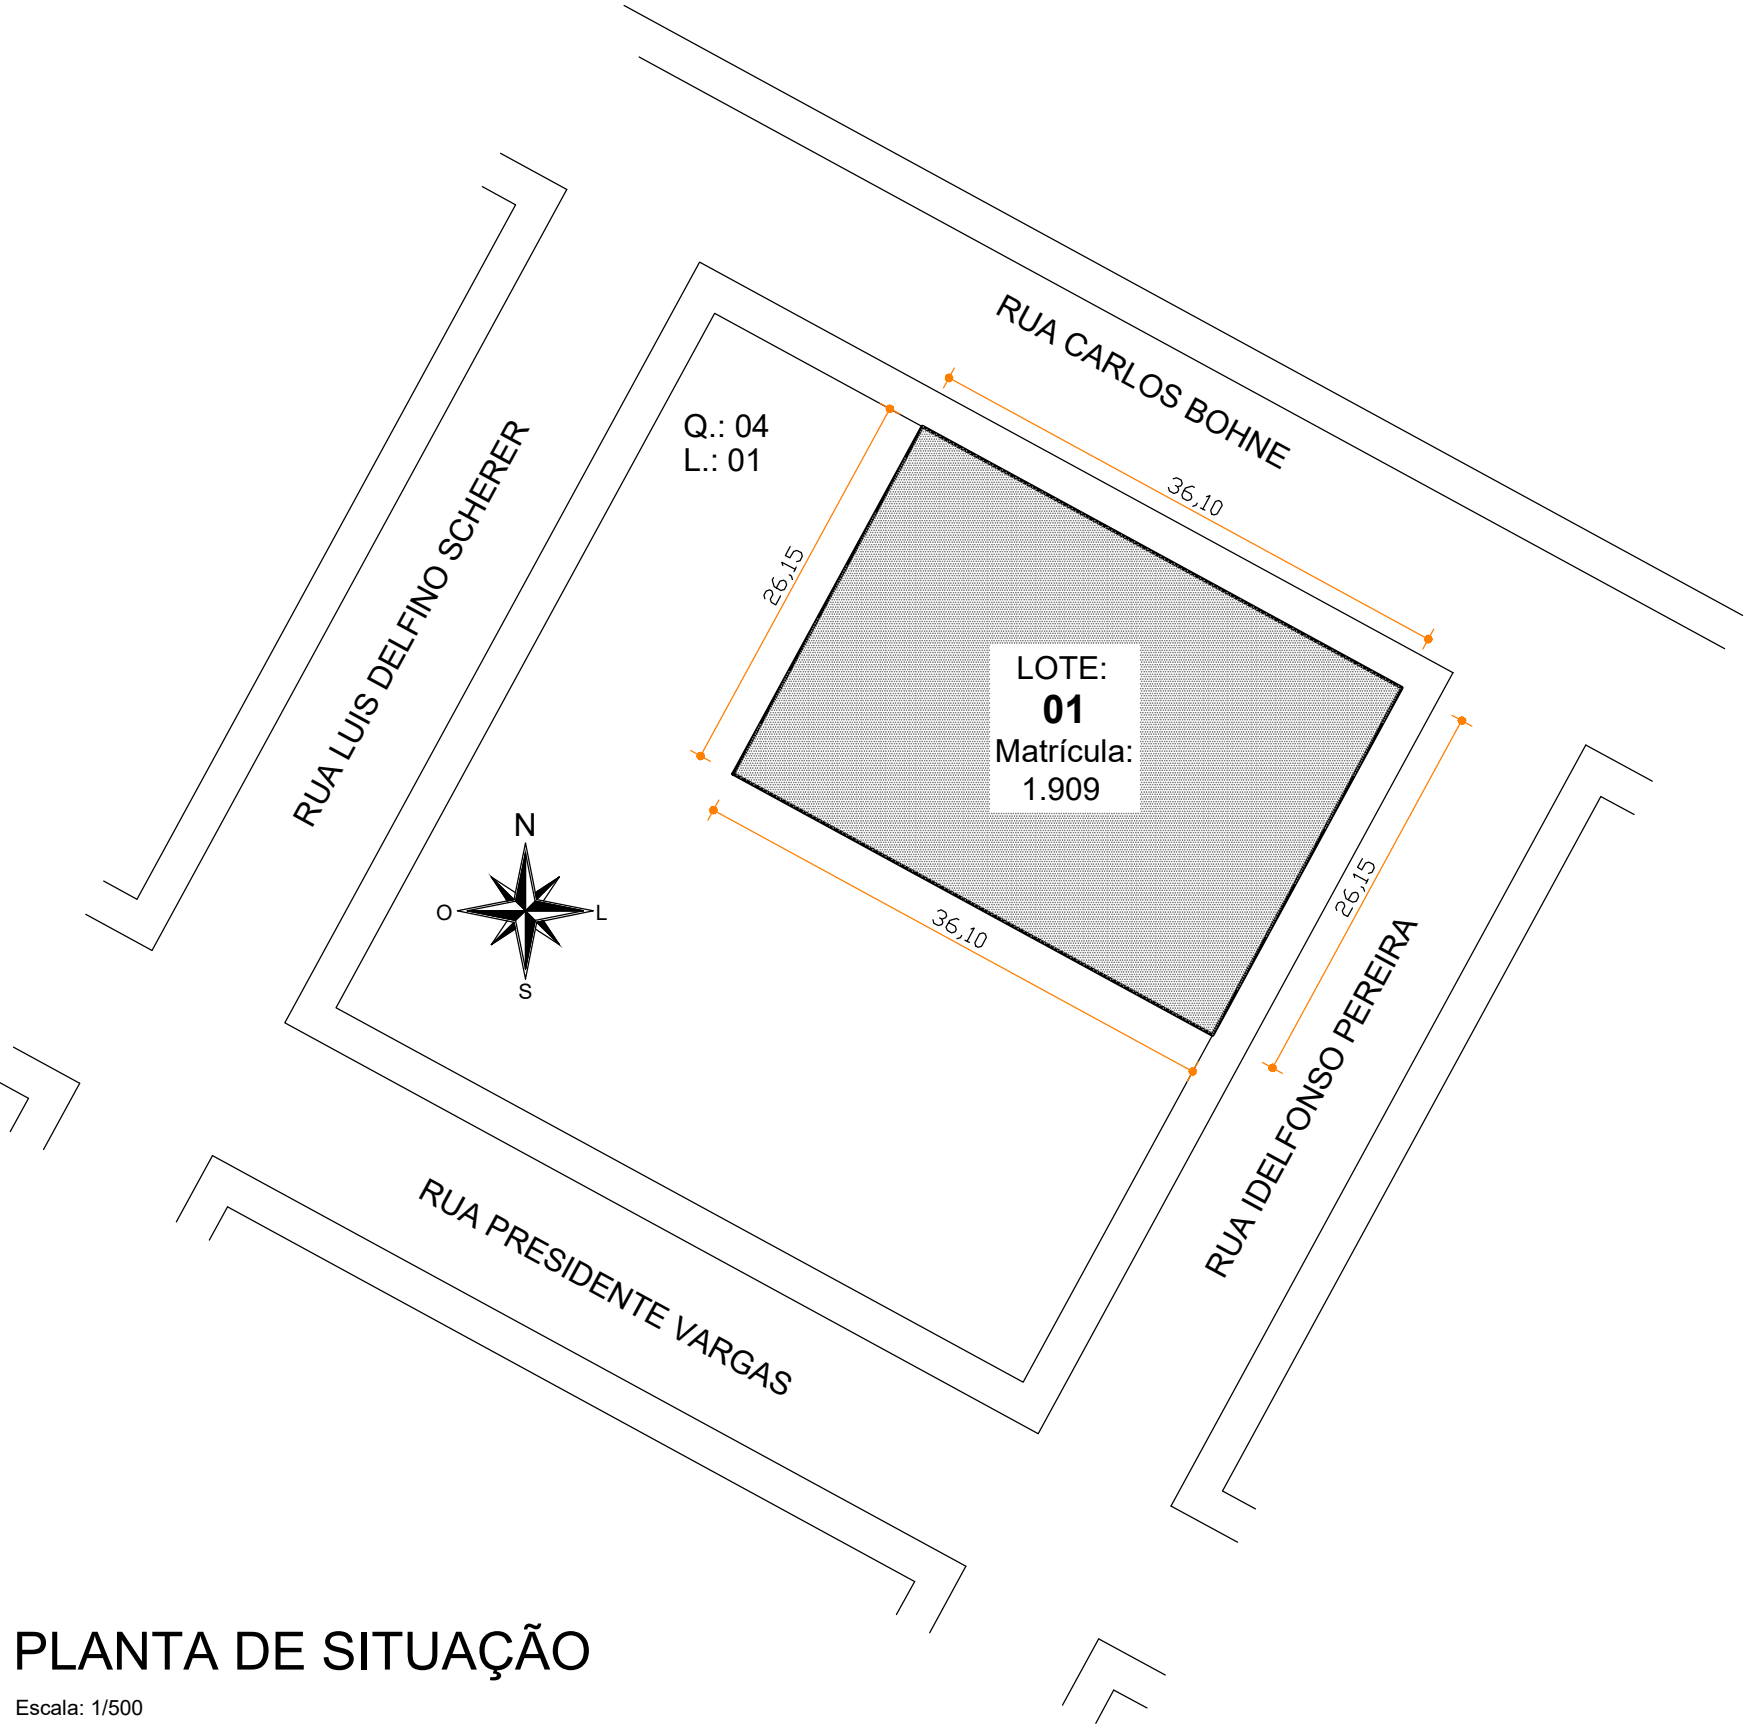 RUA CARLOS BOHNE
36,10
Q.: 04
L.: 01
RUA LUIS DELFINO SCHERER
26,15
LOTE:
01
Matrícula:
1.909
N
O
L
S
36,10
26,15
RUA IDELFONSO PEREIRA
RUA PRESIDENTE VARGAS
PLANTA DE SITUAÇÃO
Escala: 1/500